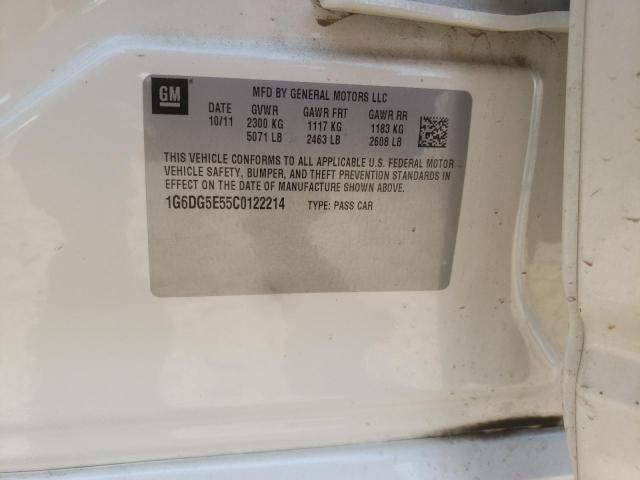 GM
MFD BY GENERAL MOTORS LLC
DATE GVWR GAWR FRT GAWR RR
10/11 2300 KG 1117 KG 1183 KG
5071 LB 2463 LB 2608 LB
THIS VEHICLE CONFORMS TO ALL APPLICABLE U.S. FEDERAL MOTOR
VEHICLE SAFETY, BUMPER, AND THEFT PREVENTION STANDARDS IN
EFFECT ON THE DATE OF MANUFACTURE SHOWN ABOVE.
1G6DG5E55C0122214 TYPE: PASS CAR